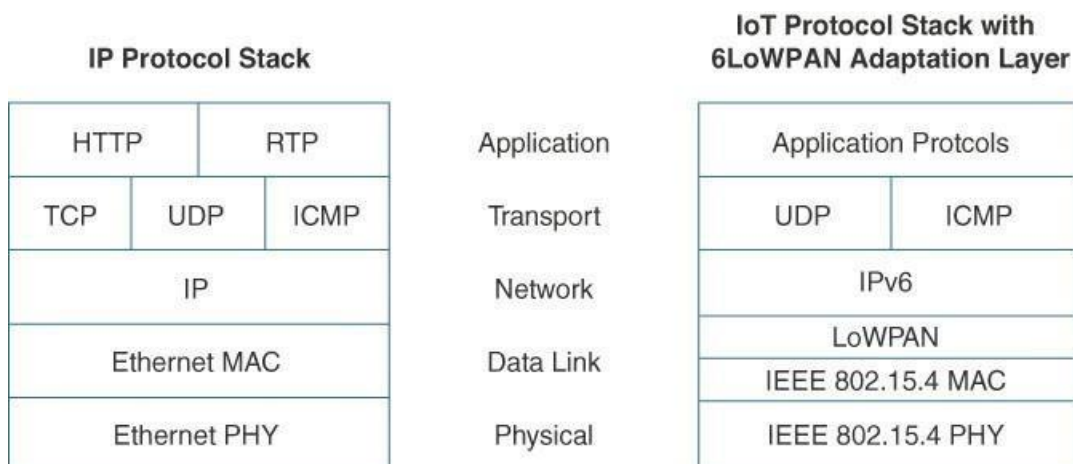 IP Protocol Stack
IoT Protocol Stack with
6LoWPAN Adaptation Layer
HTTP RTP Application Application Protcols
TCP UDP ICMP Transport UDP ICMP
IP Network IPv6
Ethernet MAC Data Link LoWPAN
IEEE 802.15.4 MAC
Ethernet PHY Physical IEEE 802.15.4 PHY